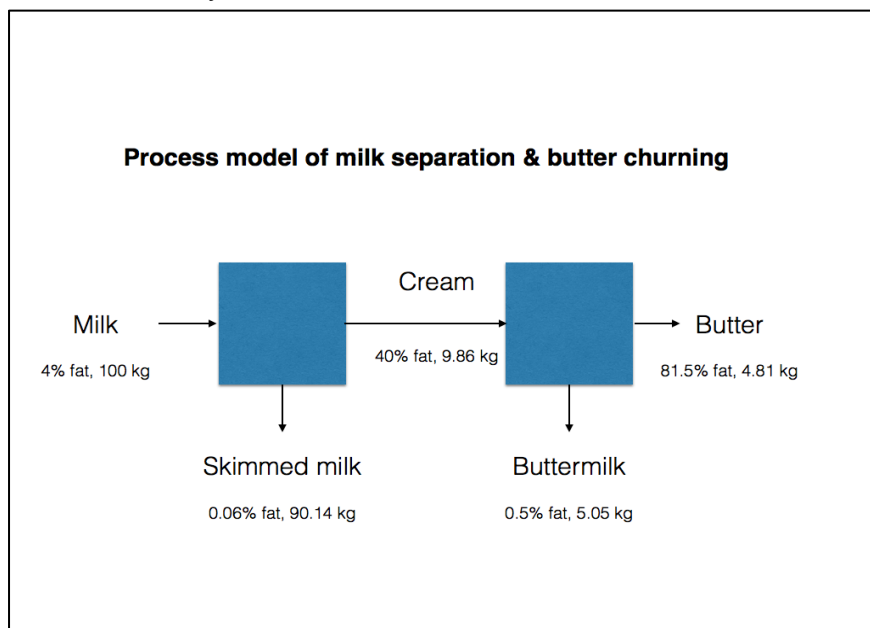 Process model of milk separation & butter churning
Cream
Milk
Butter
4% fat, 100 kg
40% fat, 9.86 kg
81.5% fat, 4.81 kg
Skimmed milk
Buttermilk
0.06% fat, 90.14 kg
0.5% fat, 5.05 kg